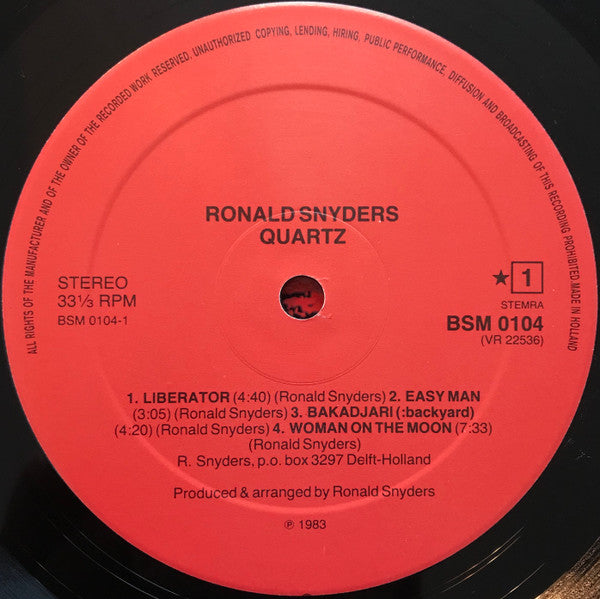 ALL RIGHTS OF THE MANUFACTURER AND OF THE OWNER OF THE RECORDED WORK RESERVED. UNAUTHORIZED COPYING, LENDING, HIRING, PUBLIC PERFORMANCE, DIFFUSION AND BROADCASTING OF THIS RECORDING PROHIBITED. MADE IN HOLLAND
RONALD SNYDERS
QUARTZ
STEREO
33⅓ RPM
BSM 0104-1
★ 1
STEMRA
BSM 0104
(VR 22536)
1. LIBERATOR (4:40) (Ronald Snyders) 2. EASY MAN
(3:05) (Ronald Snyders) 3. BAKADJARI (:backyard)
(4:20) (Ronald Snyders) 4. WOMAN ON THE MOON (7:33)
(Ronald Snyders)
R. Snyders, p.o. box 3297 Delft-Holland
Produced & arranged by Ronald Snyders
℗ 1983